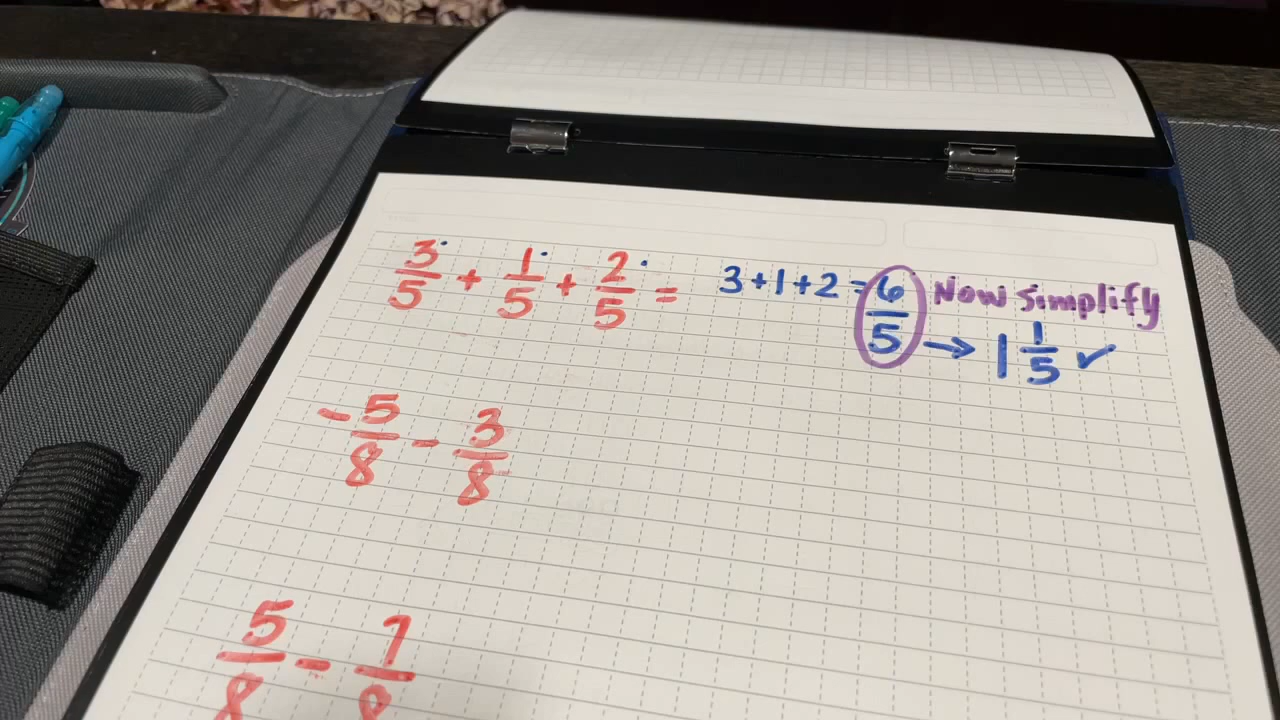 3/5 + 1/5 + 2/5 = 3+1+2 = 6/5 Now simplify
→ 1 1/5 ✓
-5/8 - 3/8
5/8 - 7/8